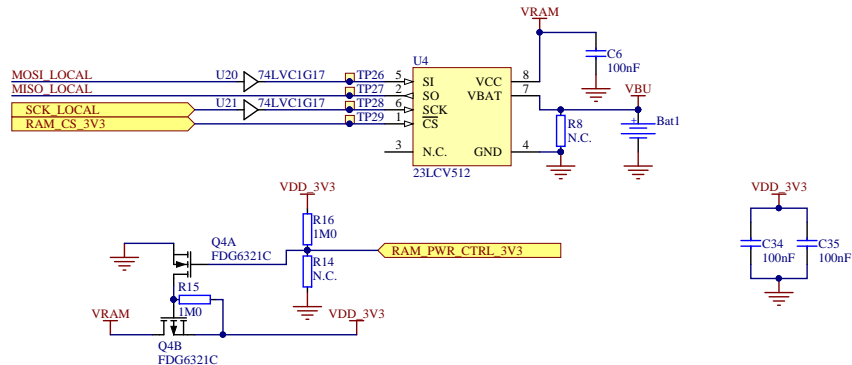 VRAM
C6
100nF
U4
MOSI_LOCAL
U20
74LVC1G17
TP26
5
SI
VCC
8
MISO_LOCAL
TP27
2
SO
VBAT
7
VBU
SCK_LOCAL
U21
74LVC1G17
TP28
6
SCK
RAM_CS_3V3
TP29
1
CS
R8
N.C.
+
Bat1
3
N.C.
GND
4
23LCV512
VDD_3V3
R16
1M0
Q4A
FDG6321C
RAM_PWR_CTRL_3V3
R14
N.C.
R15
1M0
VRAM
VDD_3V3
Q4B
FDG6321C
VDD_3V3
C34
100nF
C35
100nF